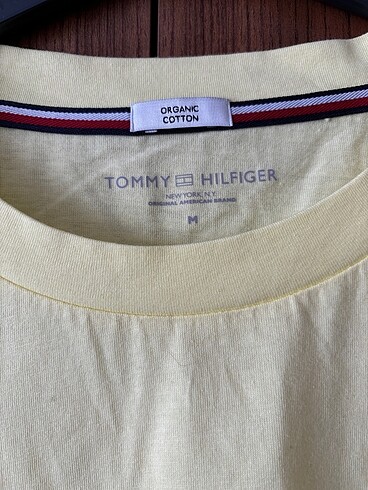 ORGANIC
COTTON
TOMMY HILFIGER
NEW YORK, N.Y.
ORIGINAL AMERICAN BRAND
M